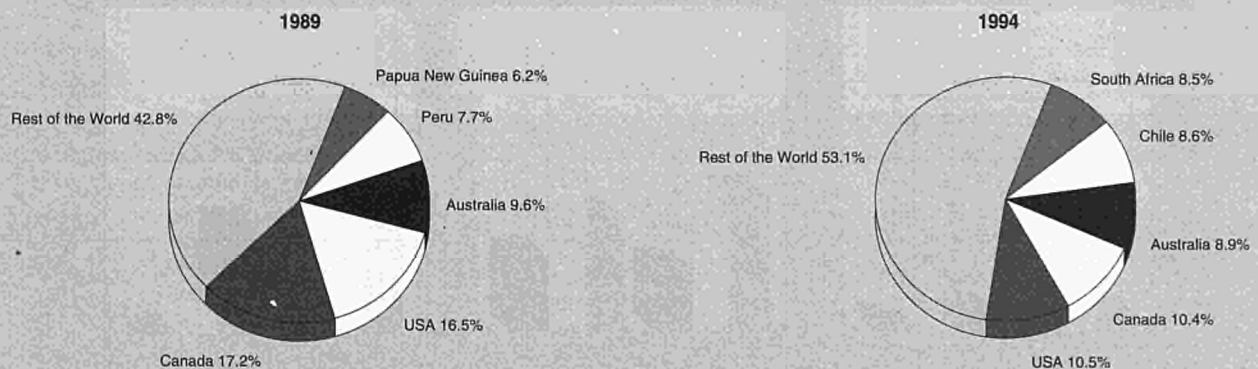 1989
Papua New Guinea 6.2%
Peru 7.7%
Rest of the World 42.8%
Australia 9.6%
USA 16.5%
Canada 17.2%
1994
South Africa 8.5%
Chile 8.6%
Rest of the World 53.1%
Australia 8.9%
Canada 10.4%
USA 10.5%